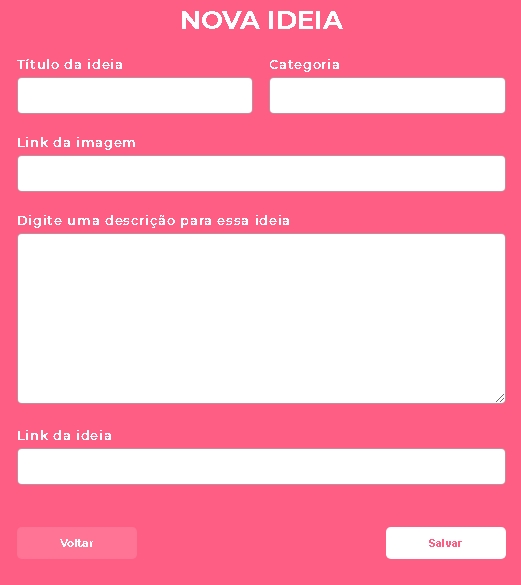 NOVA IDEIA
Título da ideia Categoria
Link da imagem
Digite uma descrição para essa ideia
Link da ideia
Voltar Salvar